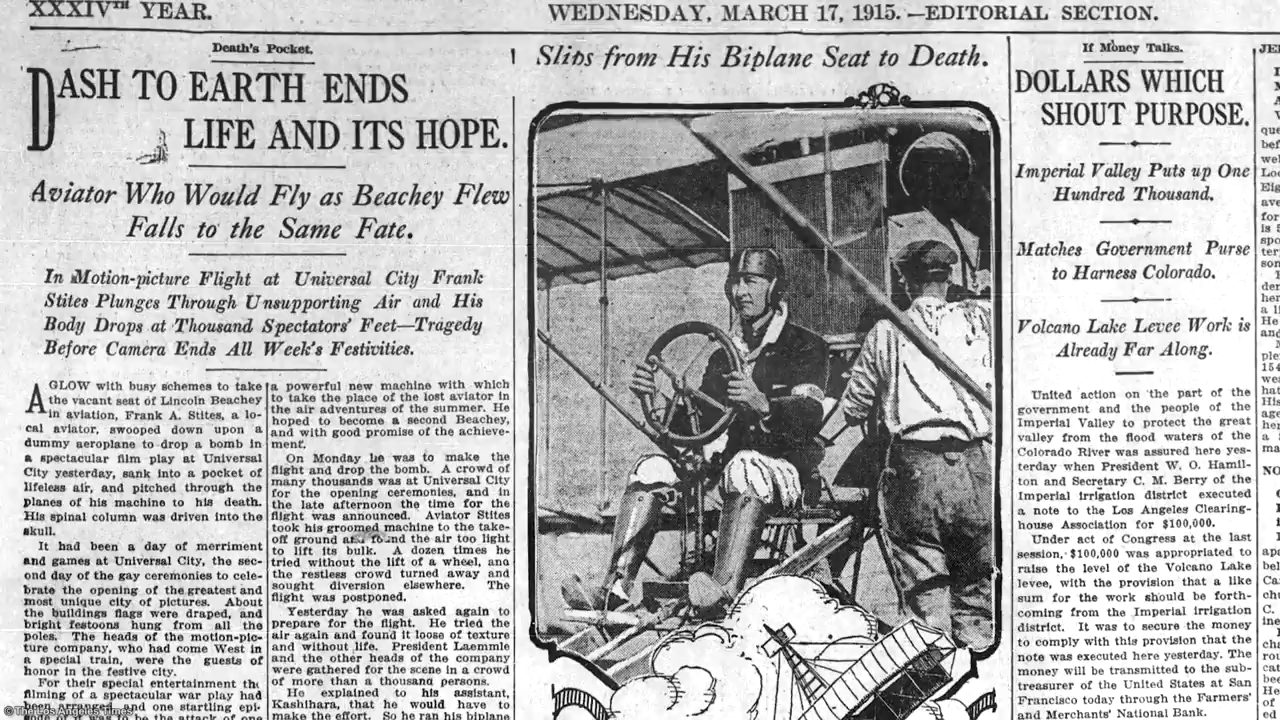 XXXIVTH YEAR.
WEDNESDAY, MARCH 17, 1915.—EDITORIAL SECTION.
Death's Pocket.
DASH TO EARTH ENDS
LIFE AND ITS HOPE.
Aviator Who Would Fly as Beachey Flew
Falls to the Same Fate.
In Motion-picture Flight at Universal City Frank
Stites Plunges Through Unsupporting Air and His
Body Drops at Thousand Spectators' Feet—Tragedy
Before Camera Ends All Week's Festivities.
AGLOW with busy schemes to take
the vacant seat of Lincoln Beachey
in aviation, Frank A. Stites, a lo-
cal aviator, swooped down upon a
dummy aeroplane to drop a bomb in
a spectacular film play at Universal
City yesterday, sank into a pocket of
lifeless air, and pitched through the
planes of his machine to his death.
His spinal column was driven into the
skull.
It had been a day of merriment
and games at Universal City, the sec-
ond day of the gay ceremonies to cele-
brate the opening of the greatest and
most unique city of pictures. About
the buildings flags were draped, and
bright festoons hung from all the
poles. The heads of the motion-pic-
ture company, who had come West in
a special train, were the guests of
honor in the festive city.
For their special entertainment the
filming of a spectacular war play had
been arranged, and one startling epi-
be the attack of one
a powerful new machine with which
to take the place of the lost aviator in
the air adventures of the summer. He
hoped to become a second Beachey,
and with good promise of the achieve-
ment.
On Monday he was to make the
flight and drop the bomb. A crowd of
many thousands was at Universal City
for the opening ceremonies, and in
the late afternoon the time for the
flight was announced. Aviator Stites
took his groomed machine to the take-
off ground and found the air too light
to lift its bulk. A dozen times he
tried without the lift of a wheel, and
the restless crowd turned away and
sought diversion elsewhere. The
flight was postponed.
Yesterday he was asked again to
prepare for the flight. He tried the
air again and found it loose of texture
and without life. President Laemmle
and the other heads of the company
were gathered for the scene in a crowd
of more than a thousand persons.
He explained to his assistant,
Kashihara, that he would have to
make the effort. So he ran his biplane
Slips from His Biplane Seat to Death.
If Money Talks.
DOLLARS WHICH
SHOUT PURPOSE.
Imperial Valley Puts up One
Hundred Thousand.
Matches Government Purse
to Harness Colorado.
Volcano Lake Levee Work is
Already Far Along.
United action on the part of the
government and the people of the
Imperial Valley to protect the great
valley from the flood waters of the
Colorado River was assured here yes-
terday when President W. O. Hamil-
ton and Secretary C. M. Berry of the
Imperial irrigation district executed
a note to the Los Angeles Clearing-
house Association for $100,000.
Under act of Congress at the last
session, $100,000 was appropriated to
raise the level of the Volcano Lake
levee, with the provision that a like
sum for the work should be forth-
coming from the Imperial irrigation
district. It was to secure the money
to comply with this provision that the
note was executed here yesterday. The
money will be transmitted to the sub-
treasurer of the United States at San
Francisco today through the Farmers'
and Merchants' National Bank.
© The Los Angeles Times